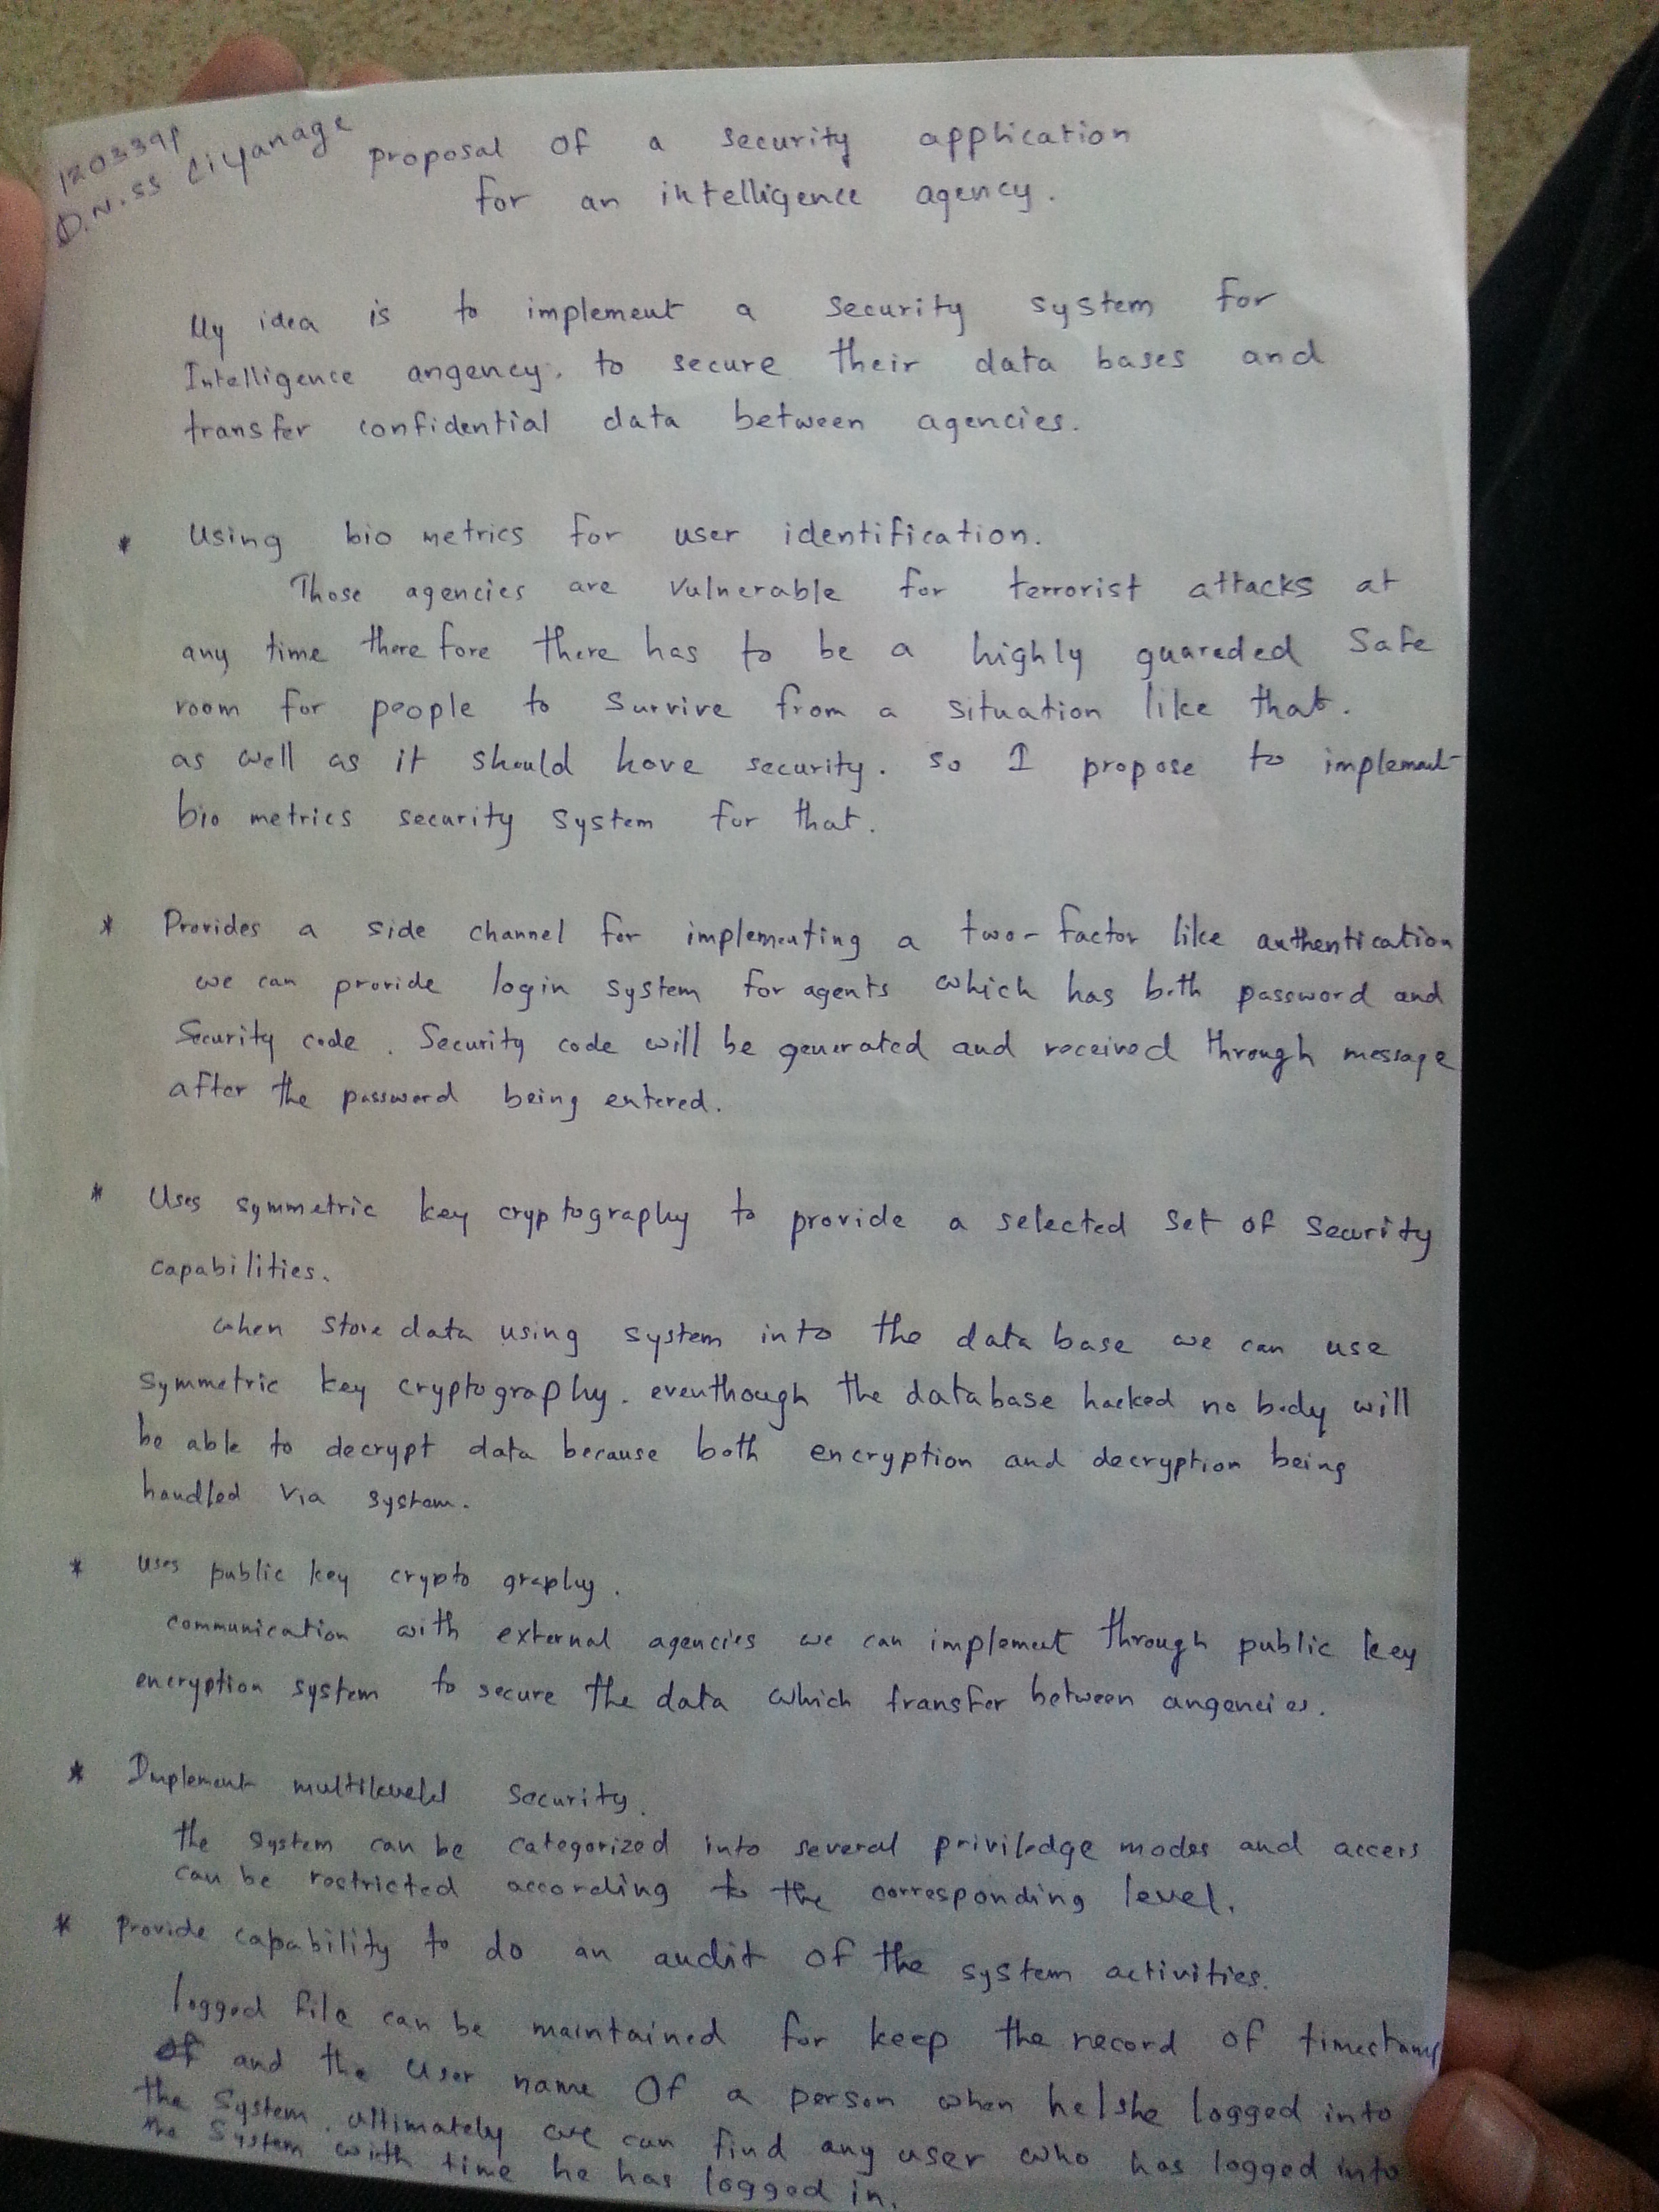 120339P
D.N.SS Liyanage
proposal of a security application
for an intelligence agency.
My idea is to implement a security system for
Intelligence angency. to secure their data bases and
transfer confidential data between agencies.
* Using bio metrics for user identification.
Those agencies are vulnerable for terrorist attacks at
any time there fore there has to be a highly guareded safe
room for people to survive from a situation like that.
as well as it should have security. so I propose to implement
bio metrics security system for that.
* Provides a side channel for implementing a two-factor like authentication
we can provide login system for agents which has both password and
Security code. Security code will be generated and received through message
after the password being entered.
* Uses symmetric key cryptography to provide a selected set of security
capabilities.
when store data using system into the data base we can use
symmetric key cryptography. eventhough the database hacked no body will
be able to decrypt data because both encryption and decryption being
handled via system.
* uses public key crypto graphy.
communication with external agencies we can implement through public key
encryption system to secure the data which transfer between angencies.
* Implement security.
the system can be categorized into several priviledge modes and access
can be restricted according to the corresponding level.
* Provide capability to do an audit of the system activities.
logged file can be maintained for keep the record of timestamp
and the user name of a person when he/she logged into
the system. ultimately we can find any user who has logged into
the system with time he has logged in.